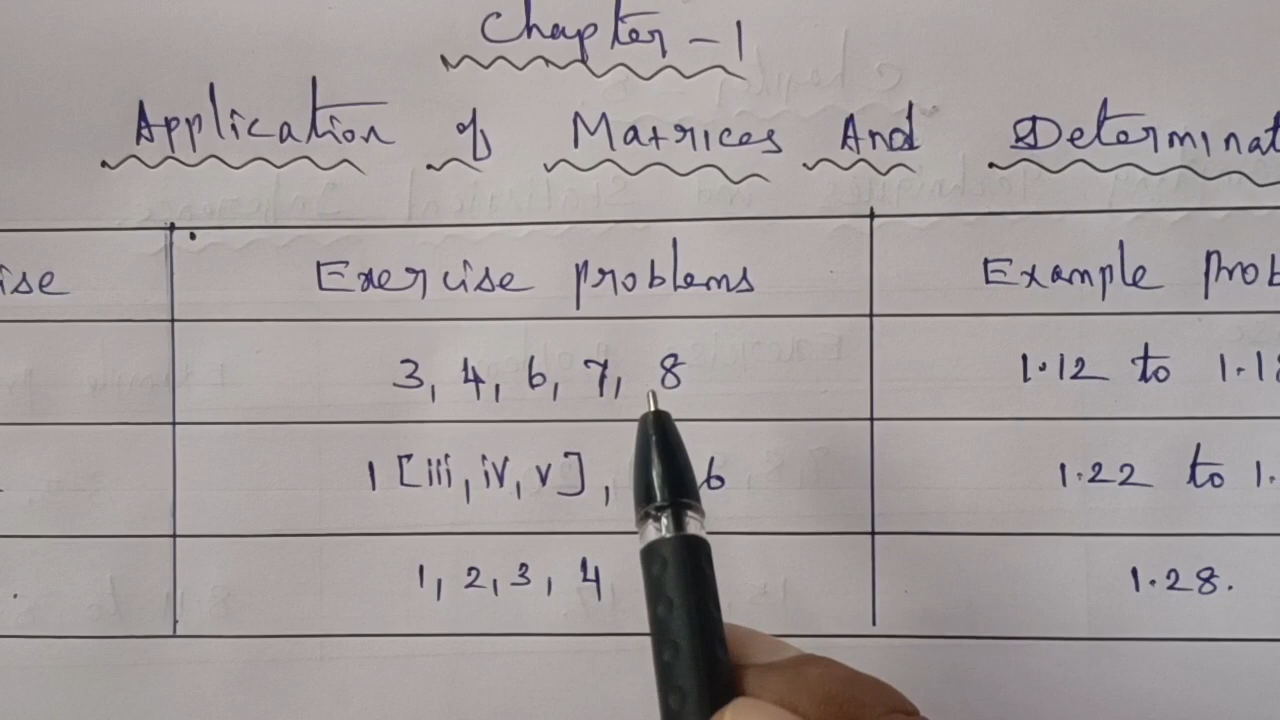 Chapter - 1
Application of Matrices And Determinat
ise Exercise problems Example prob
3, 4, 6, 7, 8 1.12 to 1.18
1 [iii, iv, v], 6 1.22 to 1.
. 1, 2, 3, 4 1.28.